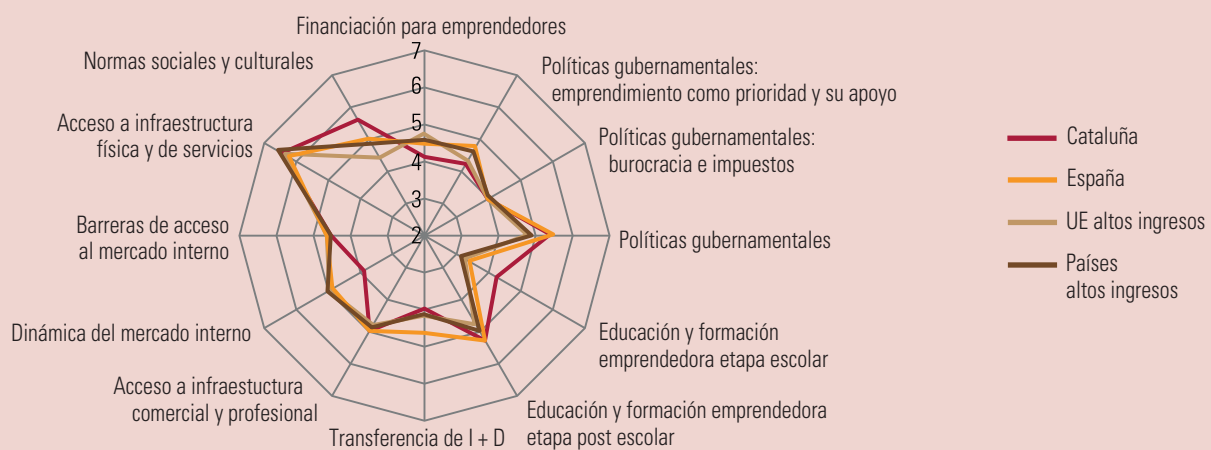 Financiación para emprendedores
Normas sociales y culturales
Políticas gubernamentales:
emprendimiento como prioridad y su apoyo
Acceso a infraestructura
física y de servicios
Políticas gubernamentales:
burocracia e impuestos
Barreras de acceso
al mercado interno
Políticas gubernamentales
Dinámica del mercado interno
Educación y formación
emprendedora etapa escolar
Acceso a infraestuctura
comercial y profesional
Educación y formación emprendedora
etapa post escolar
Transferencia de I + D
7
6
5
4
3
2
Cataluña
España
UE altos ingresos
Países
altos ingresos